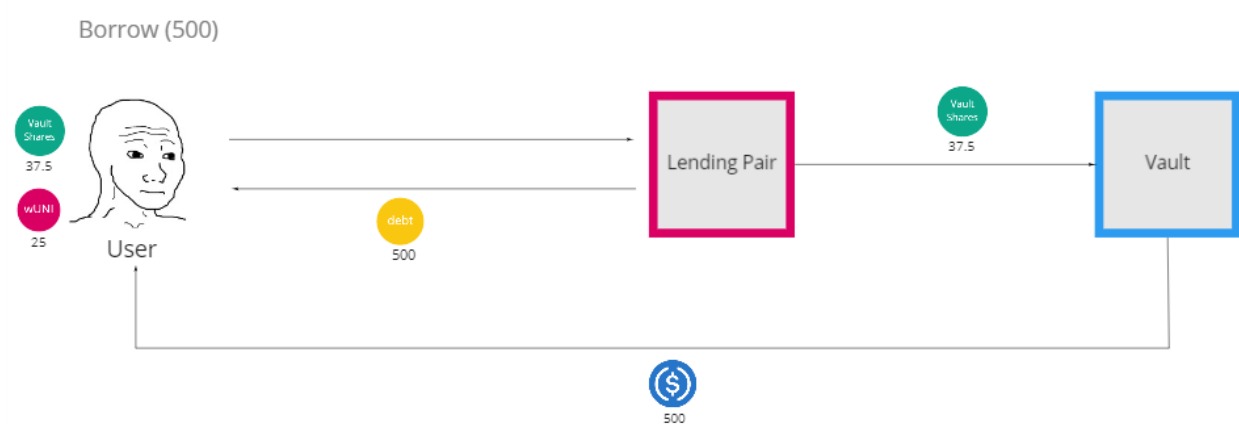 Borrow (500)
Vault
Shares
37.5
wUNI
25
User
debt
500
Lending Pair
Vault
Shares
37.5
Vault
$
500